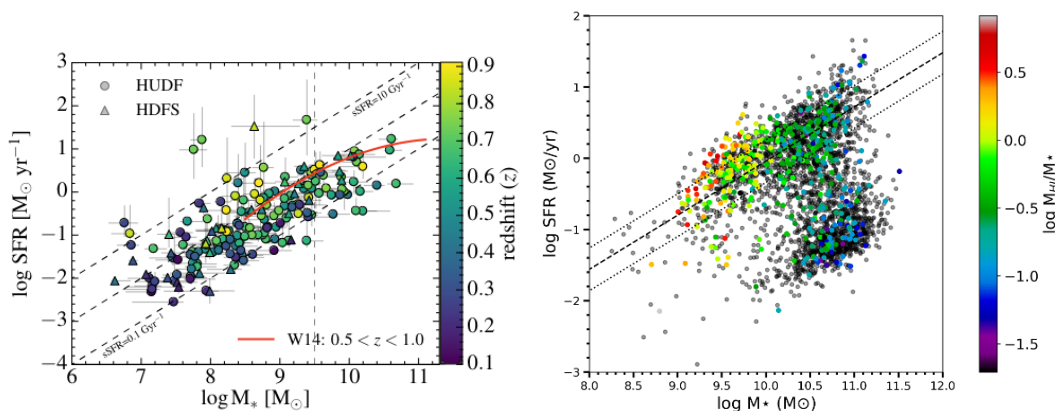 3
2
1
0
−1
−2
−3
−4
log SFR [M⊙ yr⁻¹]
HUDF
HDFS
sSFR=10 Gyr⁻¹
sSFR=0.1 Gyr⁻¹
W14: 0.5 < z < 1.0
6 7 8 9 10 11
log M* [M⊙]
0.9
0.8
0.7
0.6
0.5
0.4
0.3
0.2
0.1
redshift (z)
2
1
0
−1
−2
−3
log SFR (M⊙/yr)
8.0 8.5 9.0 9.5 10.0 10.5 11.0 11.5 12.0
log M⋆ (M⊙)
0.5
0.0
−0.5
−1.0
−1.5
log M_HI/M⋆